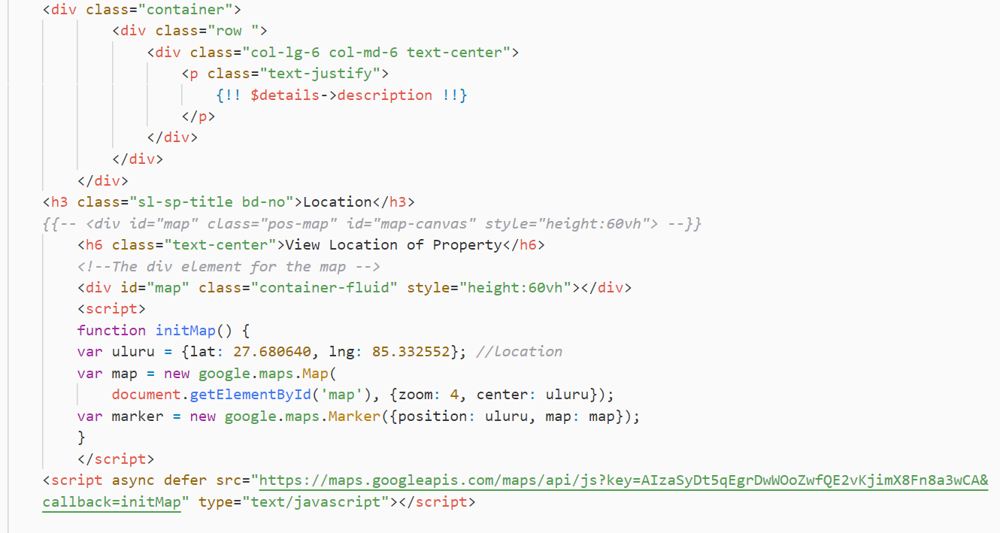 <div class="container">
<div class="row ">
<div class="col-lg-6 col-md-6 text-center">
<p class="text-justify">
{!! $details->description !!}
</p>
</div>
</div>
</div>
<h3 class="sl-sp-title bd-no">Location</h3>
{{-- <div id="map" class="pos-map" id="map-canvas" style="height:60vh"> --}}
<h6 class="text-center">View Location of Property</h6>
<!--The div element for the map -->
<div id="map" class="container-fluid" style="height:60vh"></div>
<script>
function initMap() {
var uluru = {lat: 27.680640, lng: 85.332552}; //location
var map = new google.maps.Map(
document.getElementById('map'), {zoom: 4, center: uluru});
var marker = new google.maps.Marker({position: uluru, map: map});
}
</script>
<script async defer src="https://maps.googleapis.com/maps/api/js?key=AIzaSyDt5qEgrDwWOoZwfQE2vKjimX8Fn8a3wCA&
callback=initMap" type="text/javascript"></script>